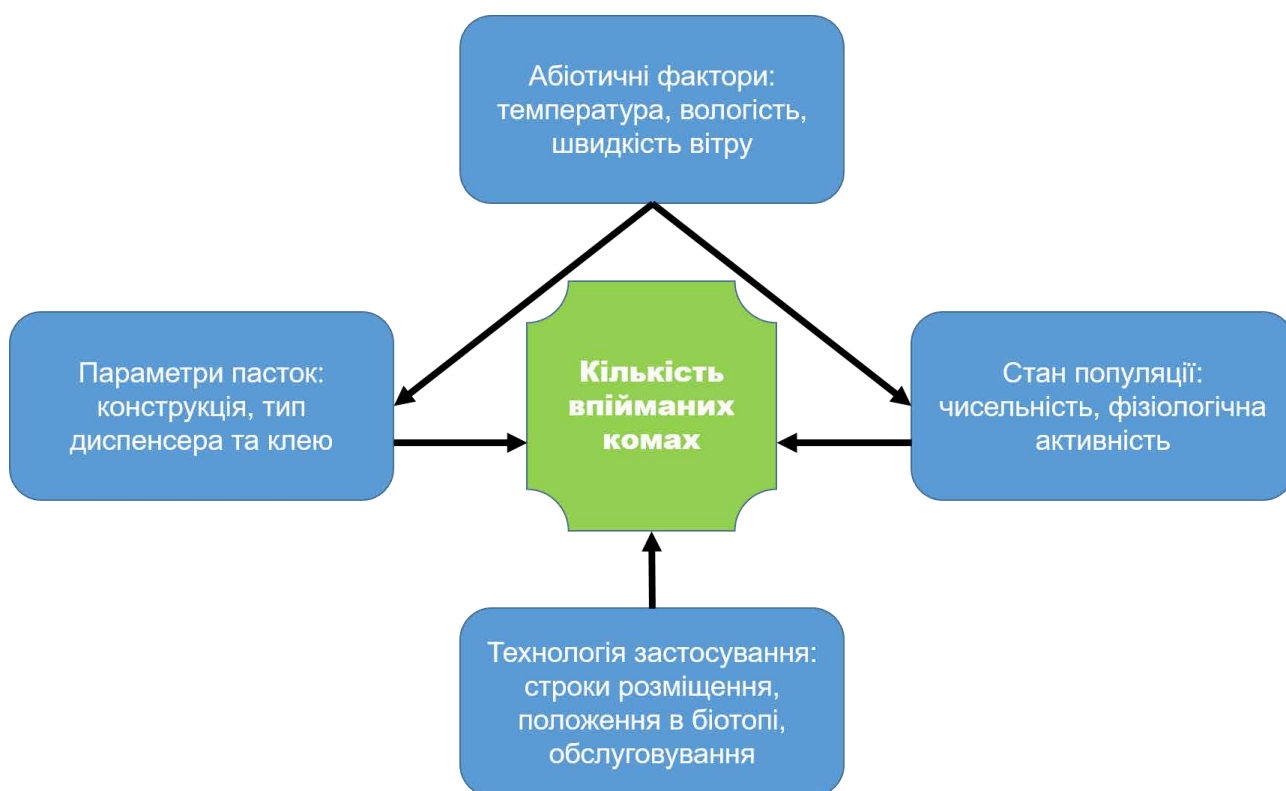 Абіотичні фактори:
температура, вологість,
швидкість вітру
Параметри пасток:
конструкція, тип
диспенсера та клею
Кількість
впійманих
комах
Стан популяції:
чисельність, фізіологічна
активність
Технологія застосування:
строки розміщення,
положення в біотопі,
обслуговування